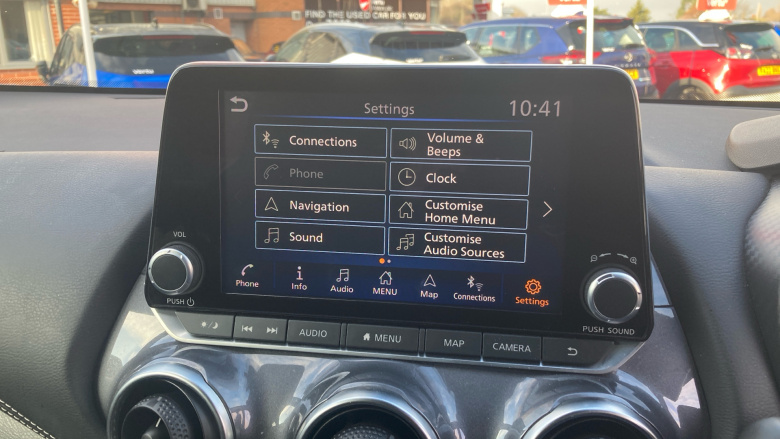 FIND THE USED CAR FOR YOU
Settings
10:41
Connections
Volume &
Beeps
Phone
Clock
Navigation
Customise
Home Menu
Sound
Customise
Audio Sources
Phone
Info
Audio
MENU
Map
Connections
Settings
VOL
PUSH
PUSH SOUND
AUDIO
MENU
MAP
CAMERA